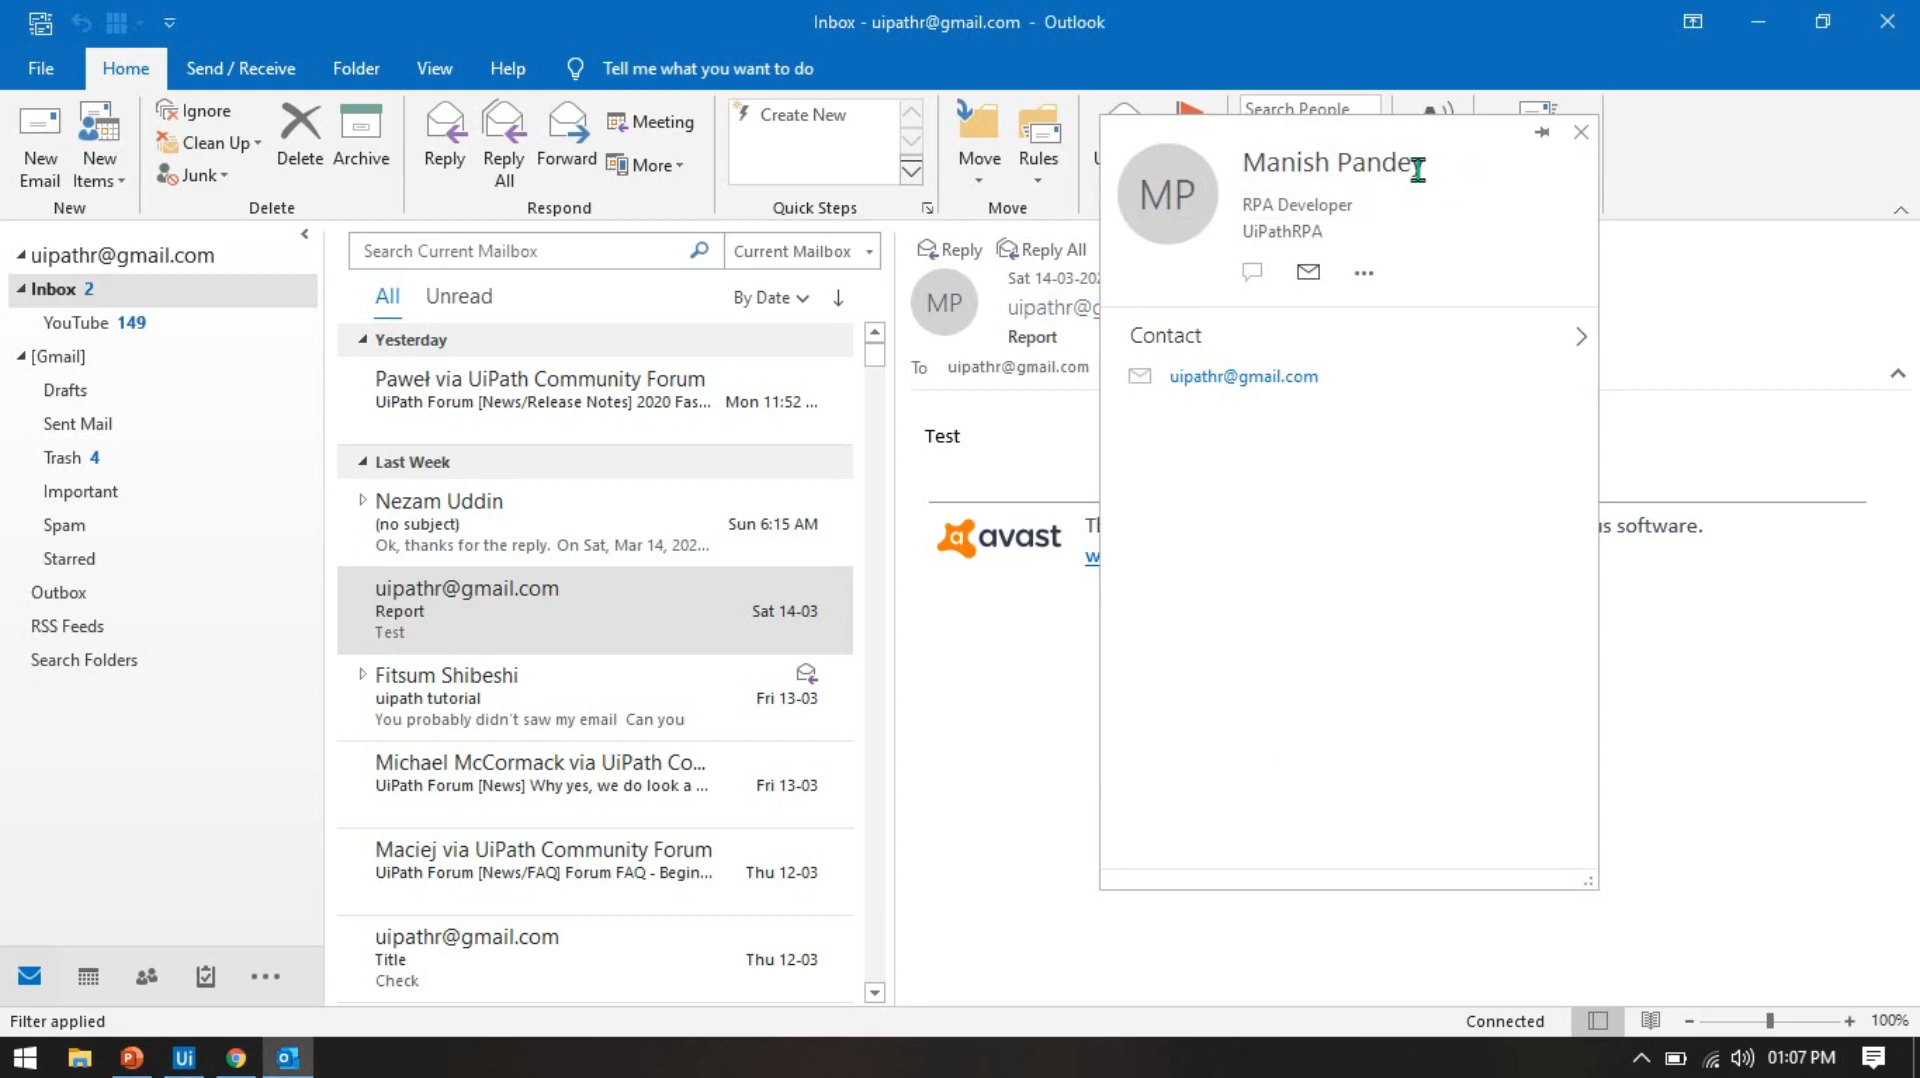 Inbox - uipathr@gmail.com - Outlook
File Home Send / Receive Folder View Help Tell me what you want to do
New Email
New Items
New
Ignore
Clean Up
Junk
Delete
Archive
Delete
Reply
Reply All
Forward
Meeting
More
Respond
Create New
Quick Steps
Move
Rules
Move
Search People
uipathr@gmail.com
Inbox 2
YouTube 149
[Gmail]
Drafts
Sent Mail
Trash 4
Important
Spam
Starred
Outbox
RSS Feeds
Search Folders
Search Current Mailbox
Current Mailbox
All Unread
By Date
Yesterday
Paweł via UiPath Community Forum
UiPath Forum [News/Release Notes] 2020 Fas... Mon 11:52 ...
Last Week
Nezam Uddin
(no subject) Sun 6:15 AM
Ok, thanks for the reply. On Sat, Mar 14, 202...
uipathr@gmail.com
Report Sat 14-03
Test
Fitsum Shibeshi
uipath tutorial Fri 13-03
You probably didn't saw my email Can you
Michael McCormack via UiPath Co...
UiPath Forum [News] Why yes, we do look a ... Fri 13-03
Maciej via UiPath Community Forum
UiPath Forum [News/FAQ] Forum FAQ - Begin... Thu 12-03
uipathr@gmail.com
Title Thu 12-03
Check
Reply Reply All
MP
Sat 14-03-202
uipathr@g
Report
To uipathr@gmail.com
Test
avast
us software.
MP
Manish Pandey
RPA Developer
UiPathRPA
Contact
uipathr@gmail.com
Filter applied
Connected
100%
Ui
01:07 PM